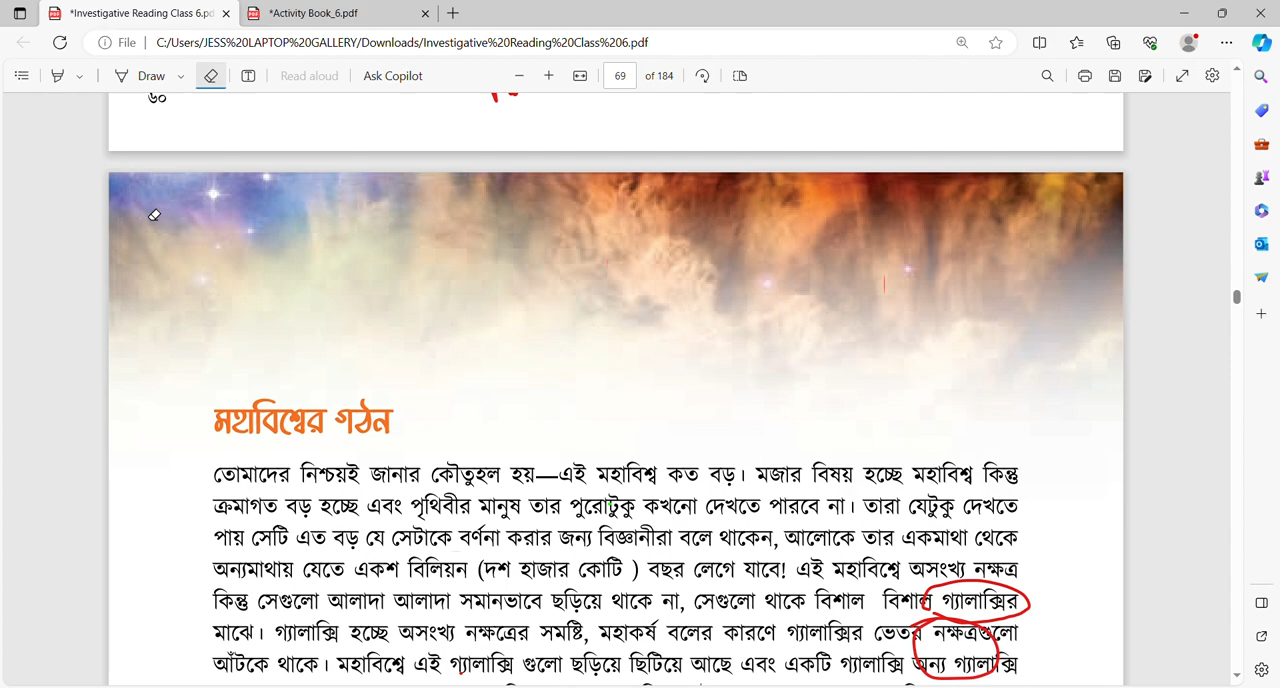 *Investigative Reading Class 6.pd
*Activity Book_6.pdf
File
C:/Users/JESS%20LAPTOP%20GALLERY/Downloads/Investigative%20Reading%20Class%206.pdf
Draw
Read aloud
Ask Copilot
69 of 184
৬০
মহাবিশ্বের গঠন
তোমাদের নিশ্চয়ই জানার কৌতুহল হয়—এই মহাবিশ্ব কত বড়। মজার বিষয় হচ্ছে মহাবিশ্ব কিন্তু
ক্রমাগত বড় হচ্ছে এবং পৃথিবীর মানুষ তার পুরোটুকু কখনো দেখতে পারবে না। তারা যেটুকু দেখতে
পায় সেটি এত বড় যে সেটাকে বর্ণনা করার জন্য বিজ্ঞানীরা বলে থাকেন, আলোকে তার একমাথা থেকে
অন্যমাথায় যেতে একশ বিলিয়ন (দশ হাজার কোটি ) বছর লেগে যাবে! এই মহাবিশ্বে অসংখ্য নক্ষত্র
কিন্তু সেগুলো আলাদা আলাদা সমানভাবে ছড়িয়ে থাকে না, সেগুলো থাকে বিশাল বিশাল গ্যালাক্সির
মাঝে। গ্যালাক্সি হচ্ছে অসংখ্য নক্ষত্রের সমষ্টি, মহাকর্ষ বলের কারণে গ্যালাক্সির ভেতর নক্ষত্রগুলো
আঁটকে থাকে। মহাবিশ্বে এই গ্যালাক্সি গুলো ছড়িয়ে ছিটিয়ে আছে এবং একটি গ্যালাক্সি অন্য গ্যালাক্সি